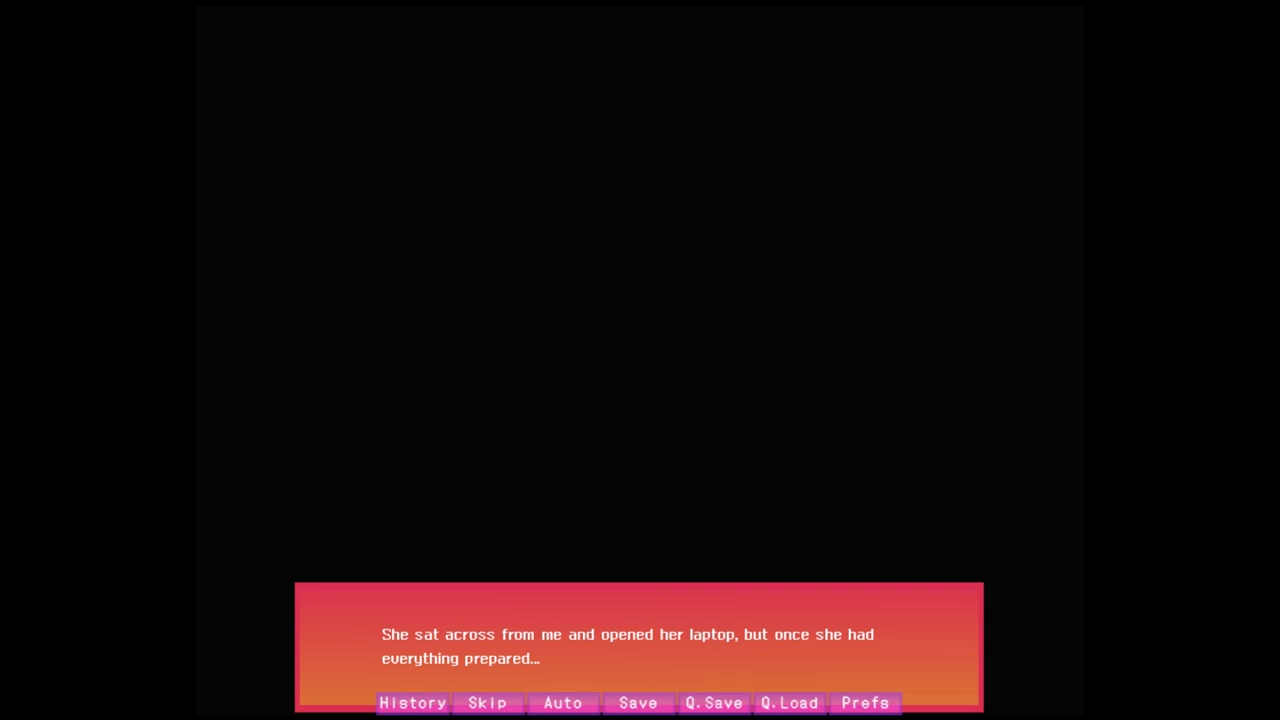 She sat across from me and opened her laptop, but once she had
everything prepared...
History Skip Auto Save Q.Save Q.Load Prefs